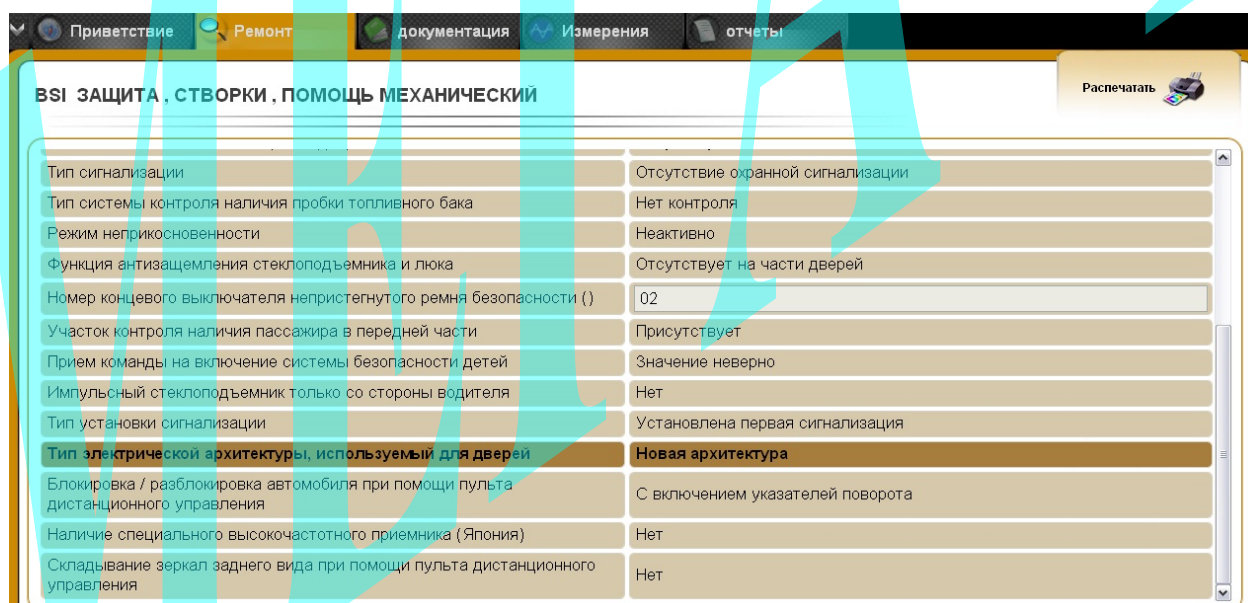 Приветствие Ремонт документация Измерения отчеты
BSI ЗАЩИТА , СТВОРКИ , ПОМОЩЬ МЕХАНИЧЕСКИЙ
Распечатать
Тип сигнализации Отсутствие охранной сигнализации
Тип системы контроля наличия пробки топливного бака Нет контроля
Режим неприкосновенности Неактивно
Функция антизащемления стеклоподъемника и люка Отсутствует на части дверей
Номер концевого выключателя непристегнутого ремня безопасности () 02
Участок контроля наличия пассажира в передней части Присутствует
Прием команды на включение системы безопасности детей Значение неверно
Импульсный стеклоподъемник только со стороны водителя Нет
Тип установки сигнализации Установлена первая сигнализация
Тип электрической архитектуры, используемый для дверей Новая архитектура
Блокировка / разблокировка автомобиля при помощи пульта
дистанционного управления С включением указателей поворота
Наличие специального высокочастотного приемника (Япония) Нет
Складывание зеркал заднего вида при помощи пульта дистанционного
управления Нет